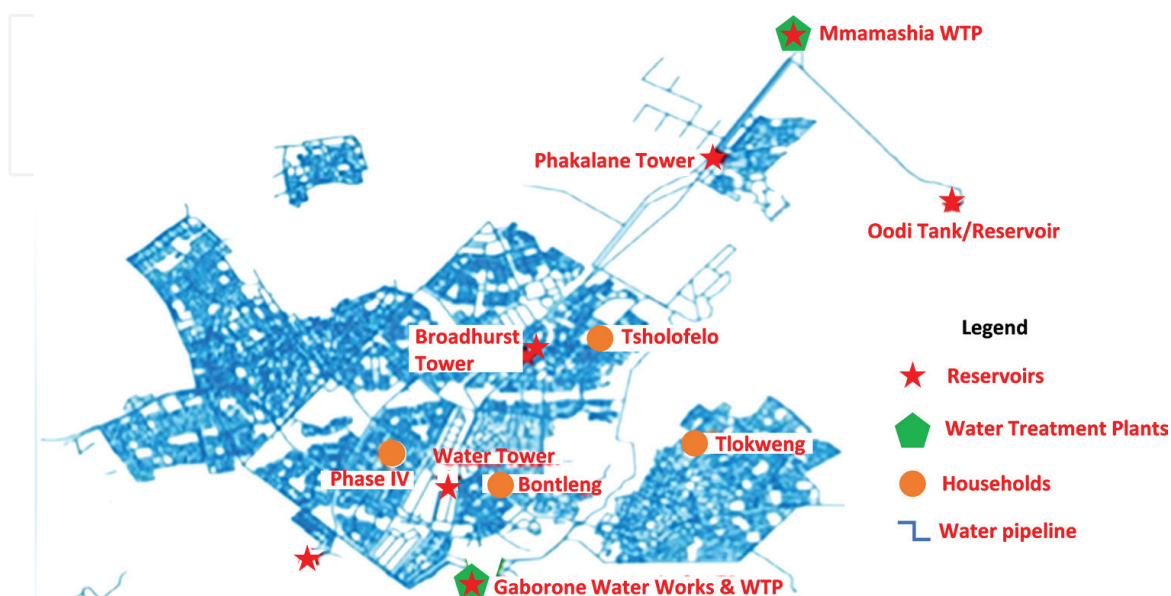 Mmamashia WTP
Phakalane Tower
Oodi Tank/Reservoir
Broadhurst
Tower
Tsholofelo
Tlokweng
Water Tower
Phase IV
Bontleng
Gaborone Water Works & WTP
Legend
Reservoirs
Water Treatment Plants
Households
Water pipeline